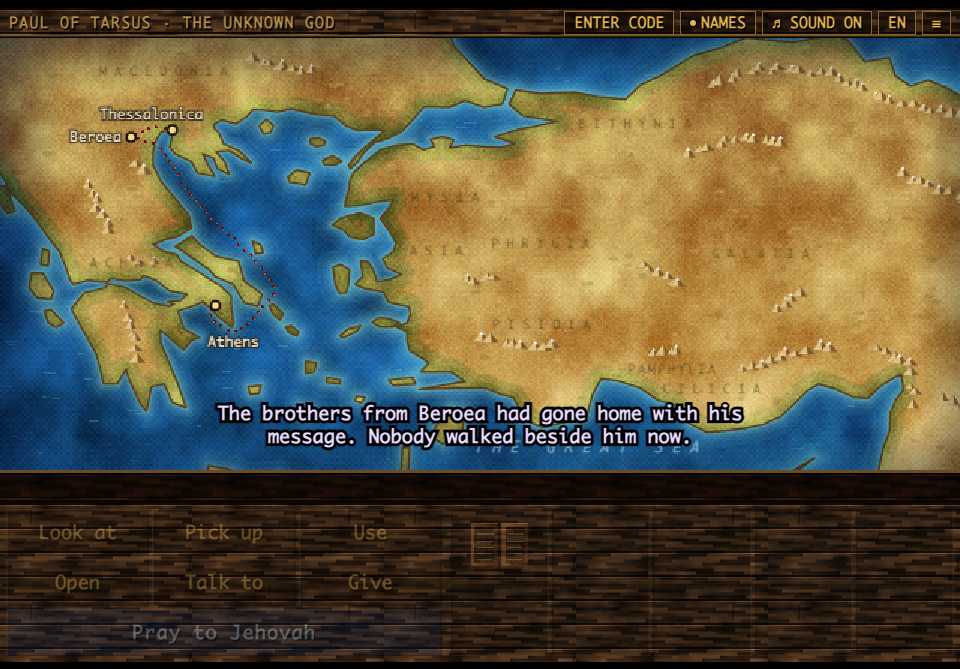 PAUL OF TARSUS · THE UNKNOWN GOD
ENTER CODE
NAMES
SOUND ON
EN
MACEDONIA
Thessalonica
Beroea
BITHYNIA
MYSIA
ASIA
PHRYGIA
GALATIA
PISIDIA
Athens
PAMPHYLIA
CILICIA
The brothers from Beroea had gone home with his
message. Nobody walked beside him now.
THE GREAT SEA
Look at
Pick up
Use
Open
Talk to
Give
Pray to Jehovah